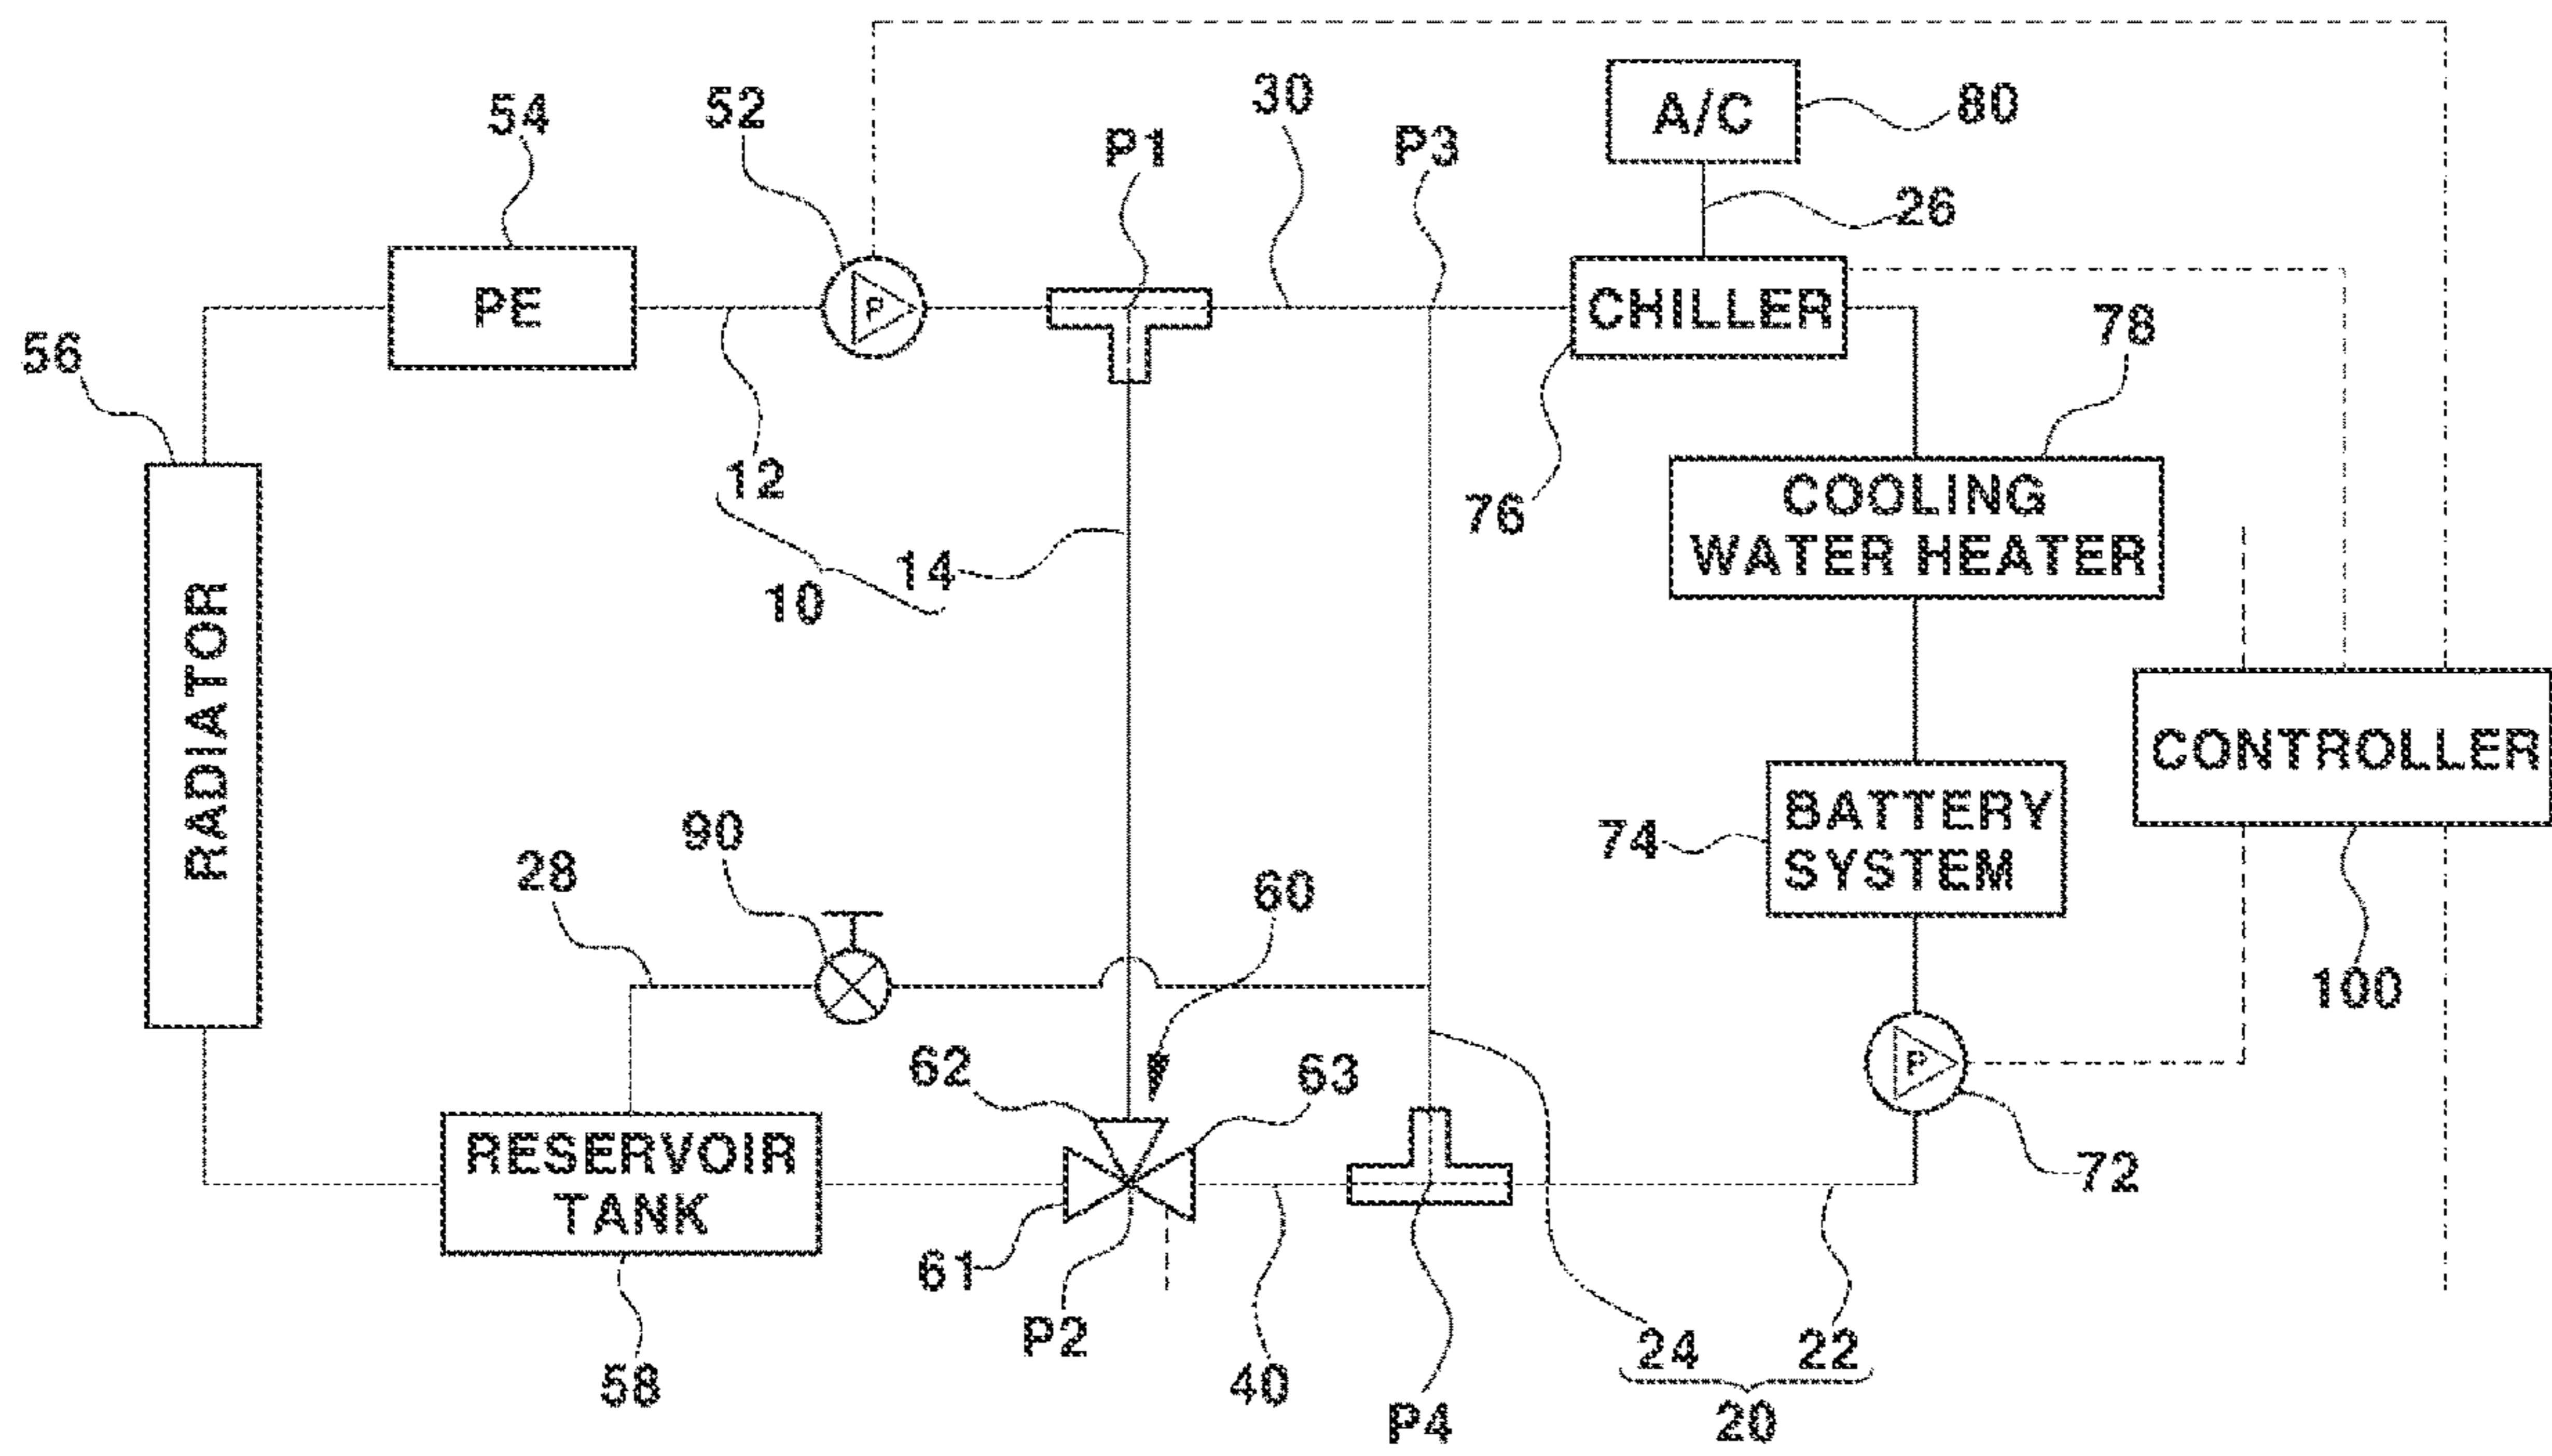 30
A/C
80
54
52
P1
P3
26
PE
P
CHILLER
78
56
12
76
COOLING
WATER HEATER
14
10
RADIATOR
CONTROLLER
BATTERY
SYSTEM
74
90
28
60
100
62
63
P
RESERVOIR
TANK
72
61
P2
24
22
58
40
P4
20